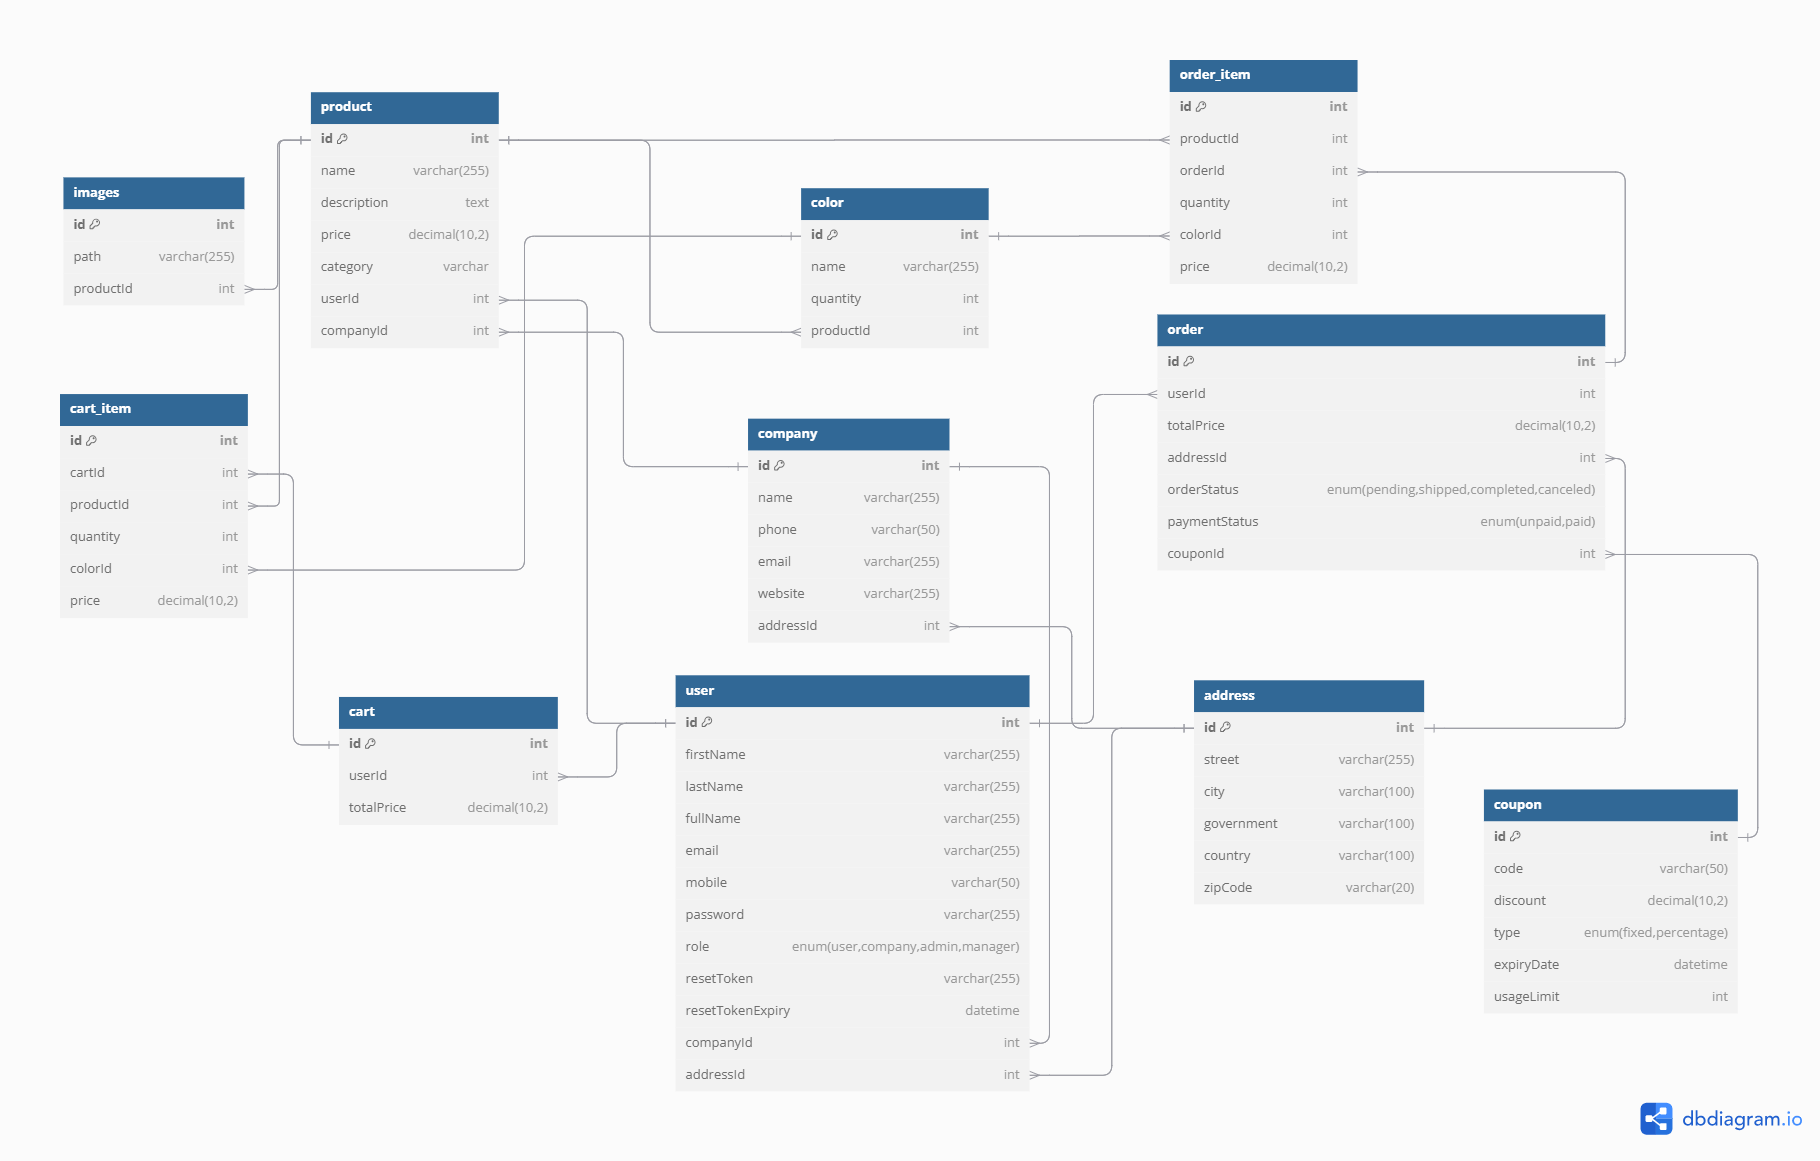 product
id int
name varchar(255)
description text
price decimal(10,2)
category varchar
userId int
companyId int
images
id int
path varchar(255)
productId int
cart_item
id int
cartId int
productId int
quantity int
colorId int
price decimal(10,2)
cart
id int
userId int
totalPrice decimal(10,2)
color
id int
name varchar(255)
quantity int
productId int
company
id int
name varchar(255)
phone varchar(50)
email varchar(255)
website varchar(255)
addressId int
user
id int
firstName varchar(255)
lastName varchar(255)
fullName varchar(255)
email varchar(255)
mobile varchar(50)
password varchar(255)
role enum(user,company,admin,manager)
resetToken varchar(255)
resetTokenExpiry datetime
companyId int
addressId int
order_item
id int
productId int
orderId int
quantity int
colorId int
price decimal(10,2)
order
id int
userId int
totalPrice decimal(10,2)
addressId int
orderStatus enum(pending,shipped,completed,canceled)
paymentStatus enum(unpaid,paid)
couponId int
address
id int
street varchar(255)
city varchar(100)
government varchar(100)
country varchar(100)
zipCode varchar(20)
coupon
id int
code varchar(50)
discount decimal(10,2)
type enum(fixed,percentage)
expiryDate datetime
usageLimit int
dbdiagram.io